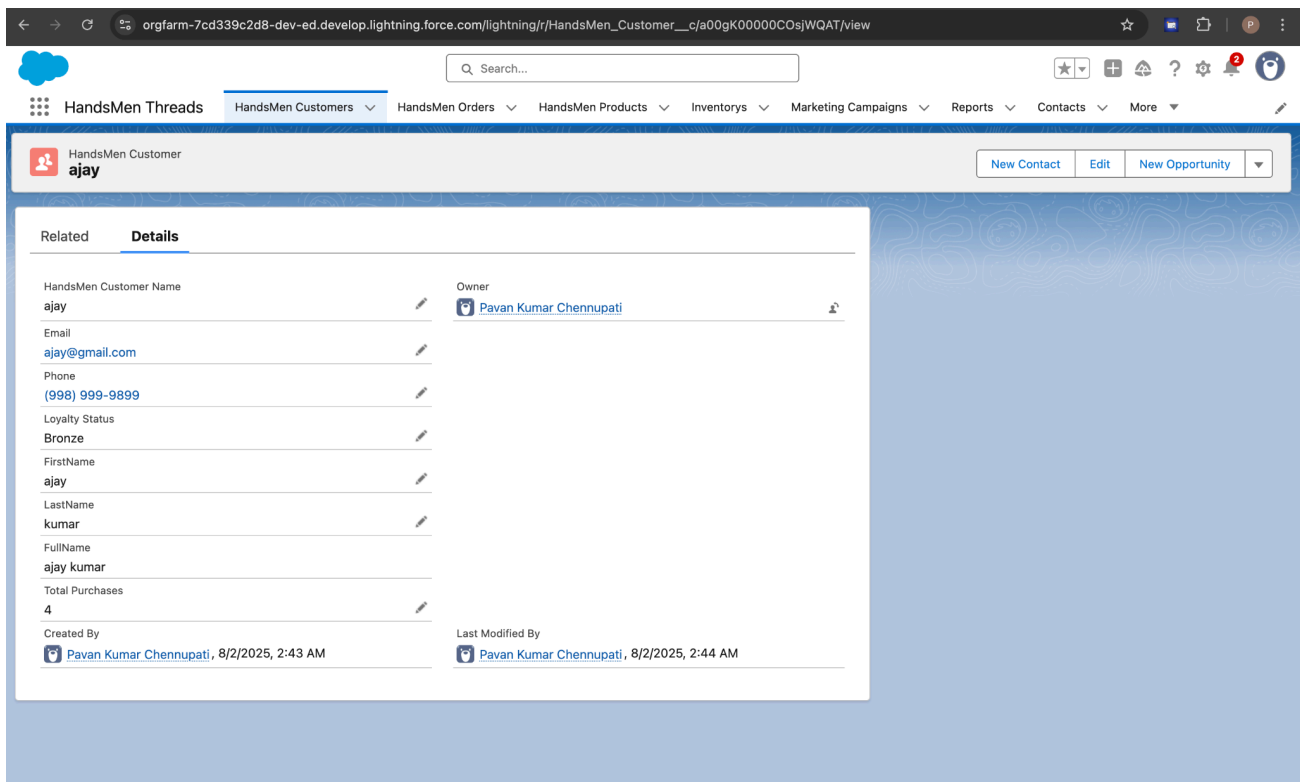 orgfarm-7cd339c2d8-dev-ed.develop.lightning.force.com/lightning/r/HandsMen_Customer__c/a00gK00000COsjWQAT/view
P
Search...
2
HandsMen Threads HandsMen Customers HandsMen Orders HandsMen Products Inventorys Marketing Campaigns Reports Contacts More
HandsMen Customer
ajay
New Contact Edit New Opportunity
Related Details
HandsMen Customer Name Owner
ajay Pavan Kumar Chennupati
Email
ajay@gmail.com
Phone
(998) 999-9899
Loyalty Status
Bronze
FirstName
ajay
LastName
kumar
FullName
ajay kumar
Total Purchases
4
Created By Last Modified By
Pavan Kumar Chennupati, 8/2/2025, 2:43 AM Pavan Kumar Chennupati, 8/2/2025, 2:44 AM